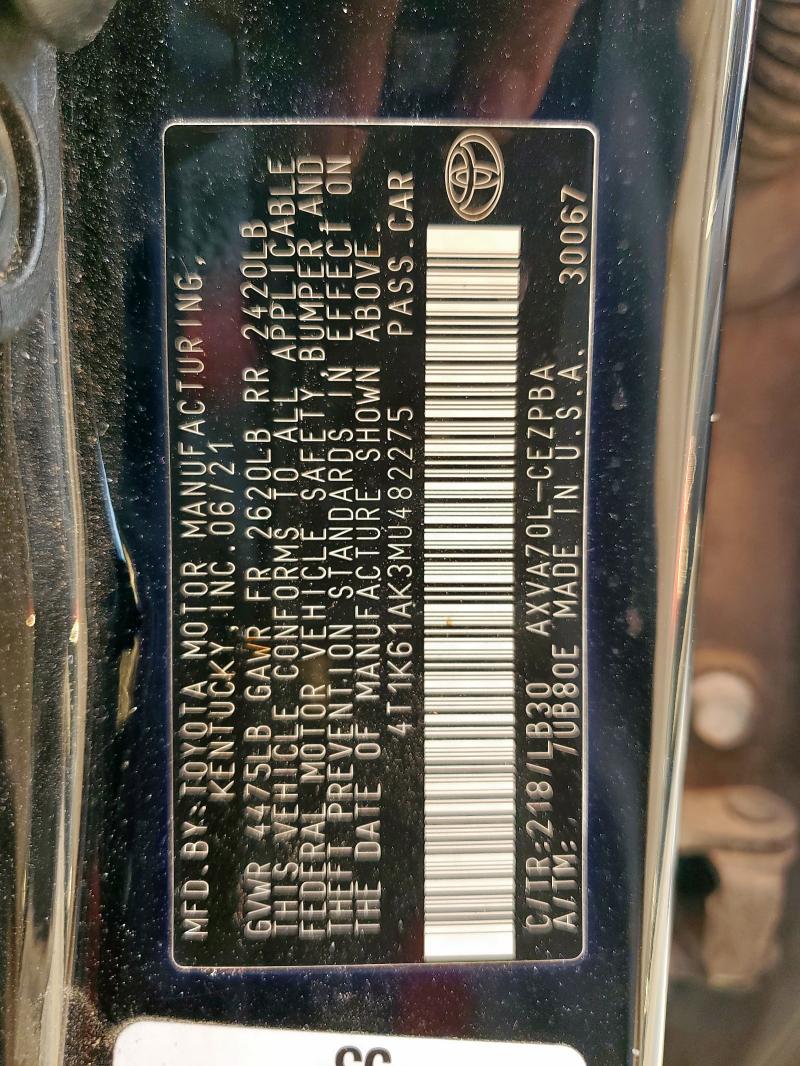 MFD.BY:TOYOTA MOTOR MANUFACTURING,
KENTUCKY,INC.06/21
GVWR 4475LB GAWR FR 2620LB RR 2420LB
THIS VEHICLE CONFORMS TO ALL APPLICABLE
FEDERAL MOTOR VEHICLE SAFETY,BUMPER,AND
THEFT PREVENTION STANDARDS IN EFFECT ON
THE DATE OF MANUFACTURE SHOWN ABOVE.
4T1K61AK3MU482275 PASS.CAR
C/TR:218/LB30 AXVA70L-CEZPBA
A/TM: /UB80E MADE IN U.S.A. 30067